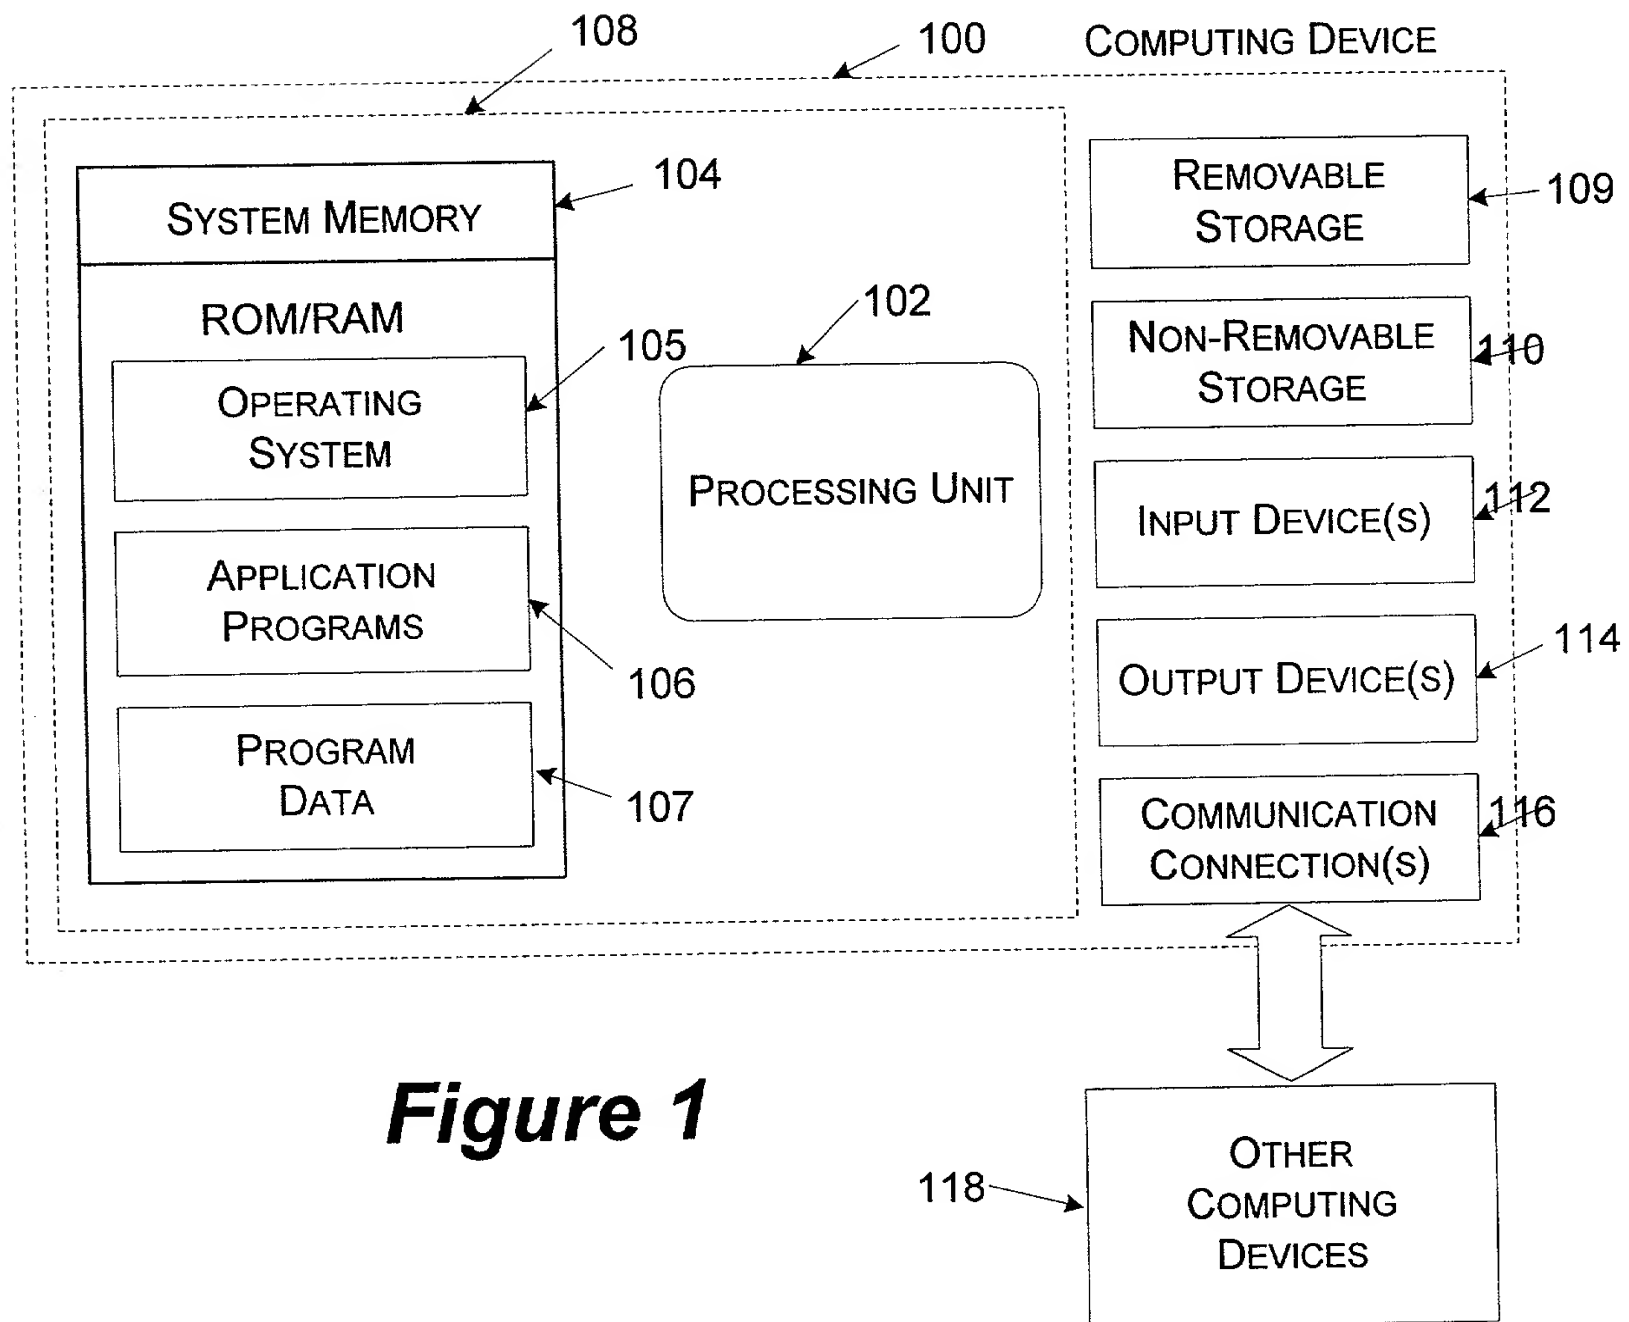 108
100
COMPUTING DEVICE
104
SYSTEM MEMORY
ROM/RAM
105
OPERATING
SYSTEM
APPLICATION
PROGRAMS
106
PROGRAM
DATA
107
102
PROCESSING UNIT
REMOVABLE
STORAGE
109
NON-REMOVABLE
STORAGE
110
INPUT DEVICE(S)
112
OUTPUT DEVICE(S)
114
COMMUNICATION
CONNECTION(S)
116
Figure 1
118
OTHER
COMPUTING
DEVICES